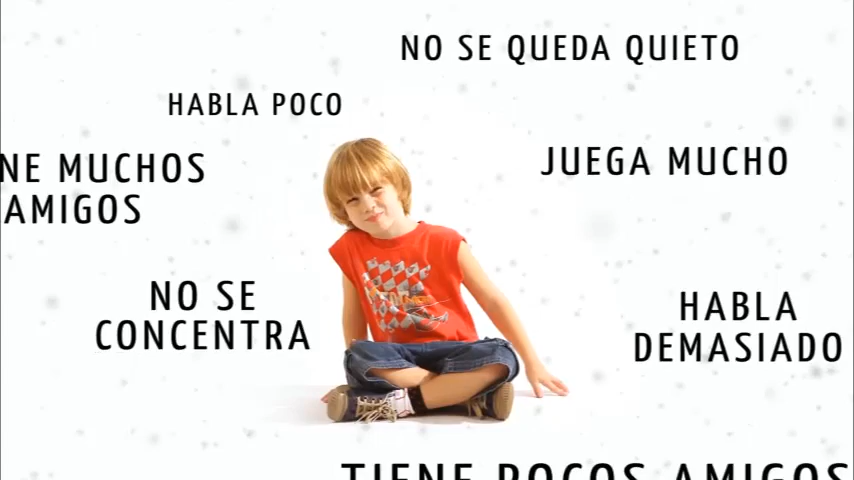 NO SE QUEDA QUIETO
HABLA POCO
NE MUCHOS
AMIGOS
JUEGA MUCHO
NO SE
CONCENTRA
HABLA
DEMASIADO
TIENE POCOS AMIGOS